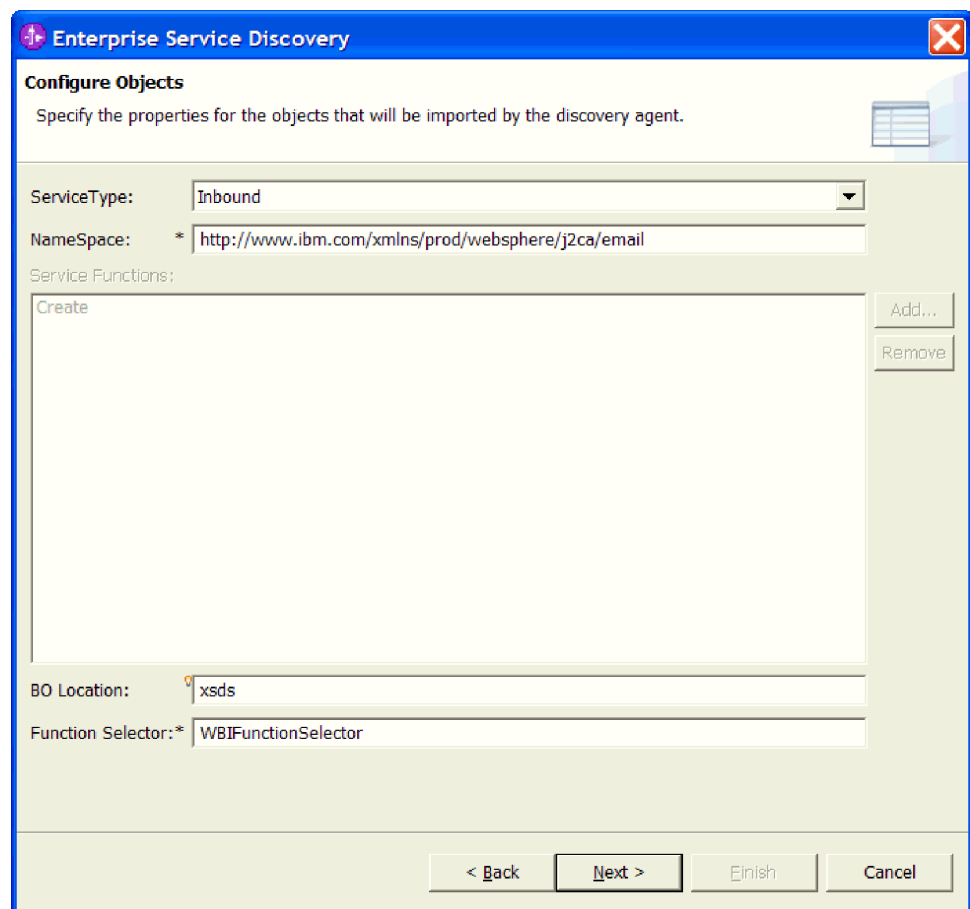 Enterprise Service Discovery
Configure Objects
Specify the properties for the objects that will be imported by the discovery agent.
ServiceType: Inbound
NameSpace: * http://www.ibm.com/xmlns/prod/websphere/j2ca/email
Service Functions:
Create
Add...
Remove
BO Location: xsds
Function Selector:* WBIFunctionSelector
< Back Next > Finish Cancel